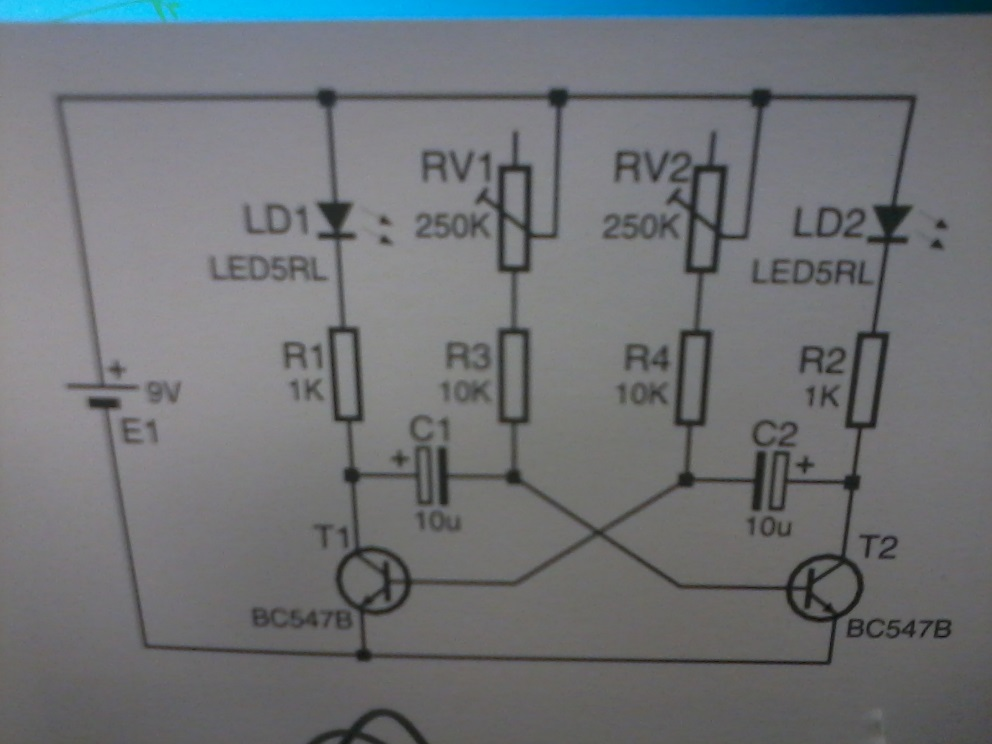 RV1
250K
RV2
250K
LD1
LED5RL
LD2
LED5RL
R1
1K
R3
10K
R4
10K
R2
1K
+
9V
E1
C1
+
10u
C2
+
10u
T1
BC547B
T2
BC547B